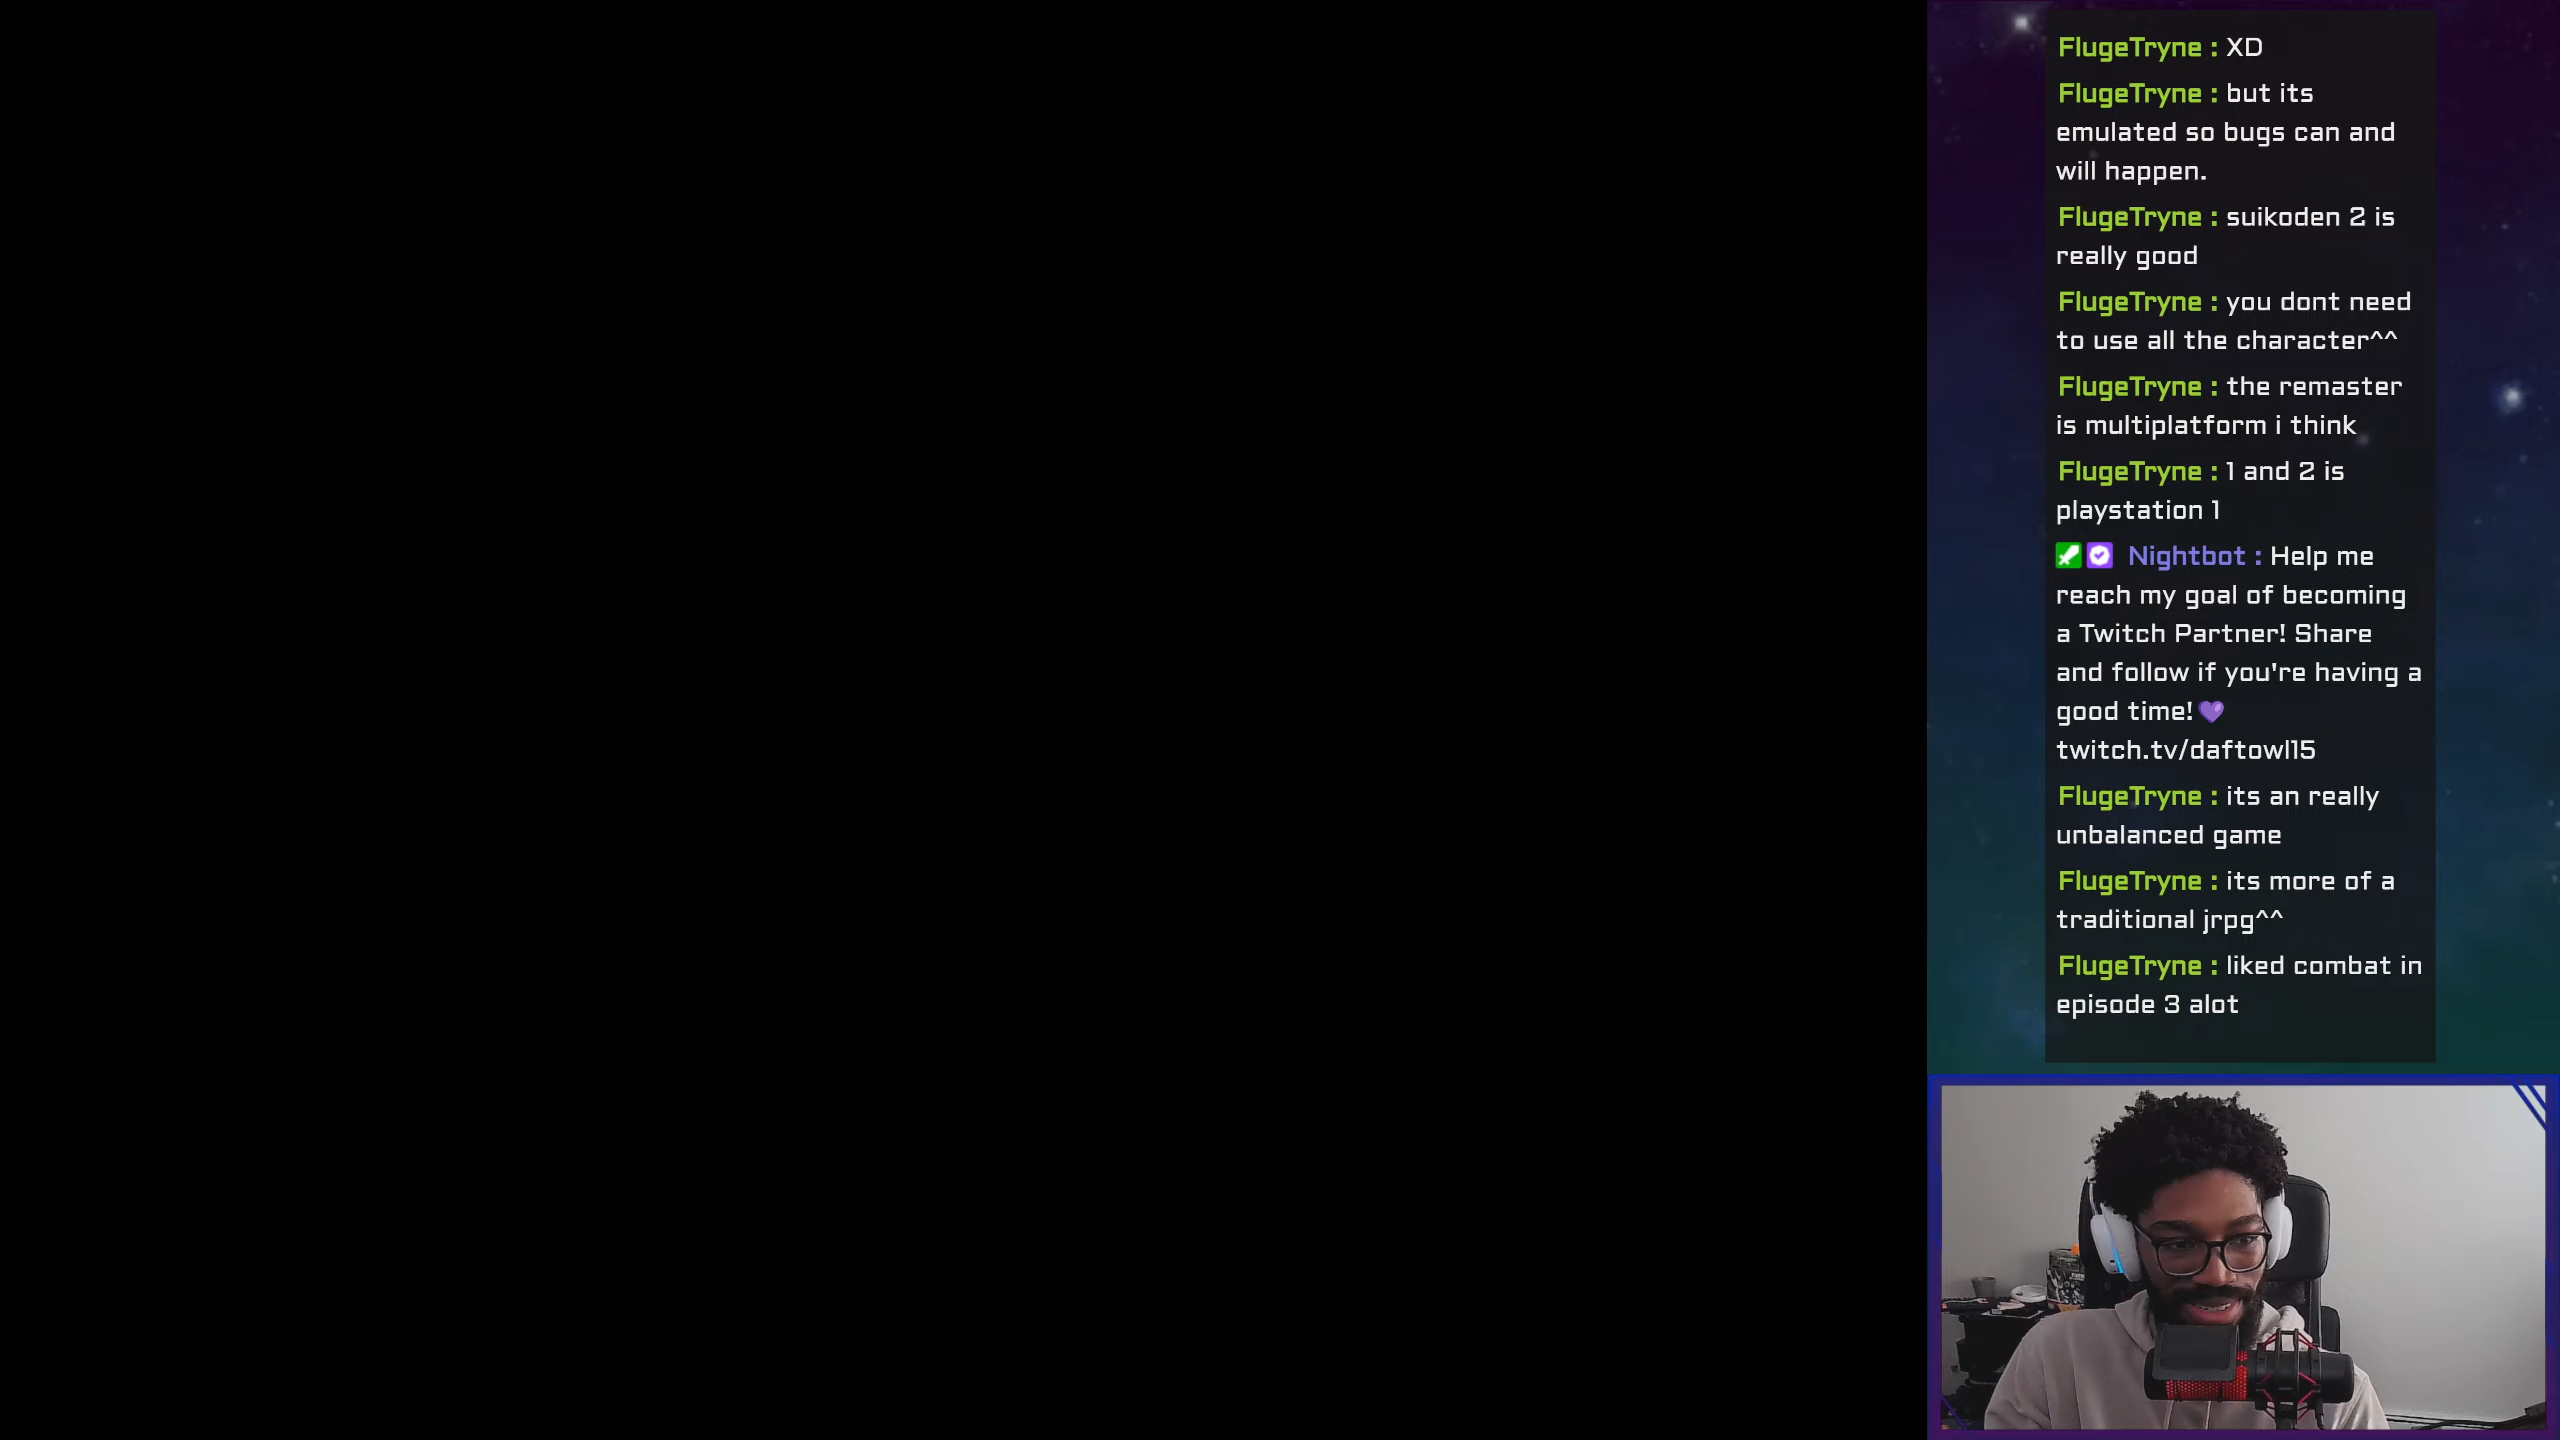 FlugeTryne : XD
FlugeTryne : but its
emulated so bugs can and
will happen.
FlugeTryne : suikoden 2 is
really good
FlugeTryne : you dont need
to use all the character^^
FlugeTryne : the remaster
is multiplatform i think
FlugeTryne : 1 and 2 is
playstation 1
Nightbot : Help me
reach my goal of becoming
a Twitch Partner! Share
and follow if you're having a
good time!💜
twitch.tv/daftowl15
FlugeTryne : its an really
unbalanced game
FlugeTryne : its more of a
traditional jrpg^^
FlugeTryne : liked combat in
episode 3 alot